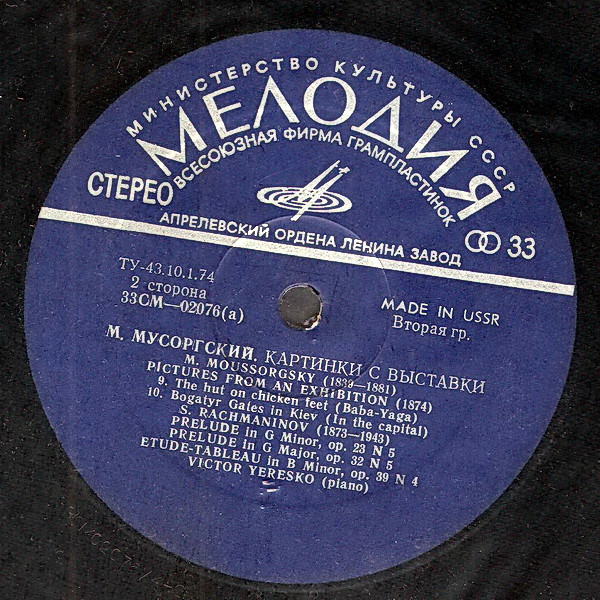 МИНИСТЕРСТВО КУЛЬТУРЫ СССР
МЕЛОДИЯ
ВСЕСОЮЗНАЯ ФИРМА ГРАМПЛАСТИНОК
СТЕРЕО
33
АПРЕЛЕВСКИЙ ОРДЕНА ЛЕНИНА ЗАВОД
ТУ-43.10.1.74
2 сторона
33СМ—02076(а)
MADE IN USSR
Вторая гр.
М. МУСОРГСКИЙ. КАРТИНКИ С ВЫСТАВКИ
M. MOUSSORGSKY (1839—1881)
PICTURES FROM AN EXHIBITION (1874)
9. The hut on chicken feet (Baba-Yaga)
10. Bogatyr Gates in Kiev (In the capital)
S. RACHMANINOV (1873—1943)
PRELUDE in G Minor, op. 23 N 5
PRELUDE in G Major, op. 32 N 5
ETUDE-TABLEAU in B Minor, op. 39 N 4
VICTOR YERESKO (piano)